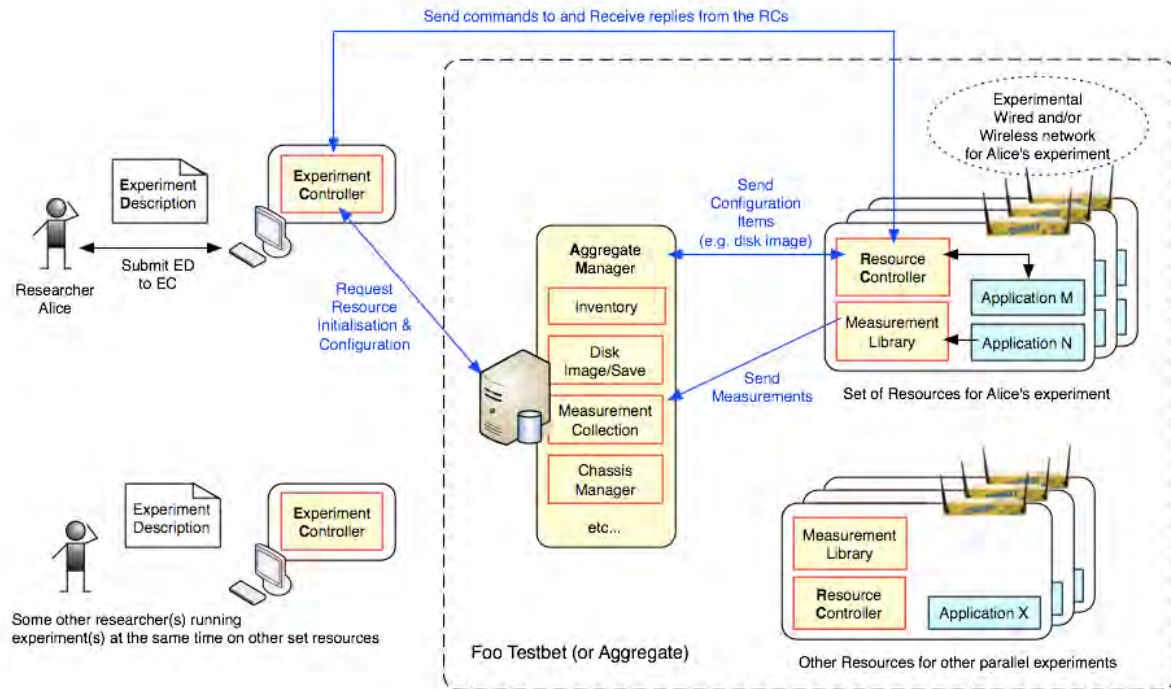 Send commands to and Receive replies from the RCs
Experimental
Wired and/or
Wireless network
for Alice's experiment
Experiment
Description
Experiment
Controller
Researcher
Alice
Submit ED
to EC
Request
Resource
Initialisation &
Configuration
Aggregate
Manager
Inventory
Disk
Image/Save
Measurement
Collection
Chassis
Manager
etc...
Send
Configuration
Items
(e.g. disk image)
Send
Measurements
Resource
Controller
Measurement
Library
Application M
Application N
Set of Resources for Alice's experiment
Experiment
Description
Experiment
Controller
Some other researcher(s) running
experiment(s) at the same time on other set resources
Measurement
Library
Resource
Controller
Application X
Other Resources for other parallel experiments
Foo Testbet (or Aggregate)